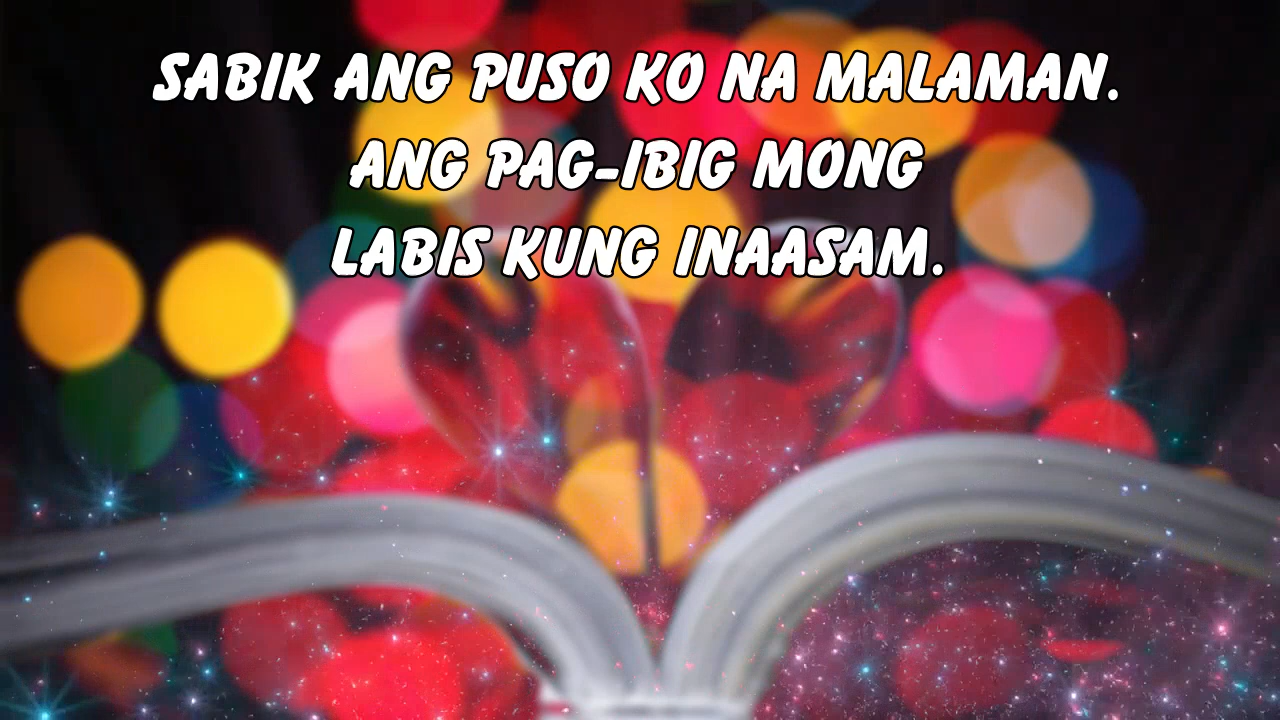 SABIK ANG PUSO KO NA MALAMAN.
ANG PAG-IBIG MONG
LABIS KUNG INAASAM.